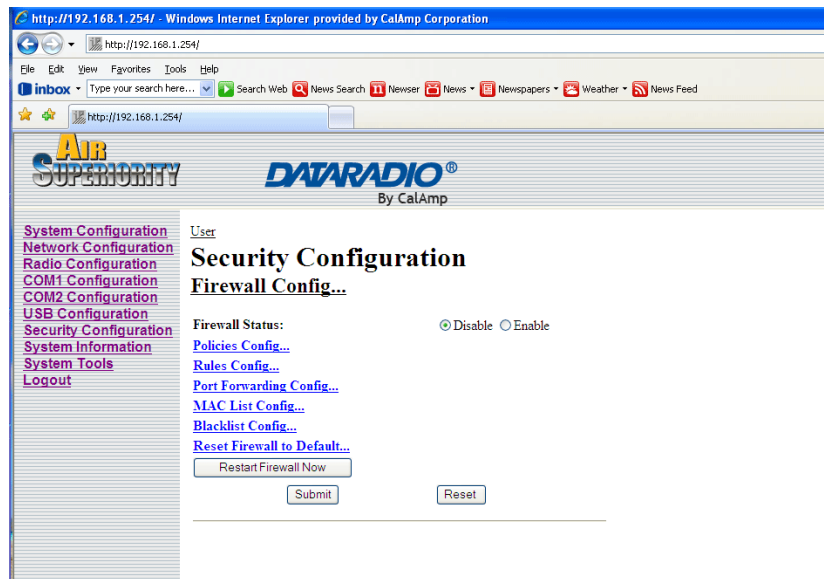 http://192.168.1.254/ - Windows Internet Explorer provided by CalAmp Corporation
http://192.168.1.254/
File Edit View Favorites Tools Help
inbox Type your search here... Search Web News Search Newser News Newspapers Weather News Feed
http://192.168.1.254/
AIR
SUPERIORITY
DATARADIO®
By CalAmp
System Configuration
Network Configuration
Radio Configuration
COM1 Configuration
COM2 Configuration
USB Configuration
Security Configuration
System Information
System Tools
Logout
User
Security Configuration
Firewall Config...
Firewall Status: Disable Enable
Policies Config...
Rules Config...
Port Forwarding Config...
MAC List Config...
Blacklist Config...
Reset Firewall to Default...
Restart Firewall Now
Submit Reset